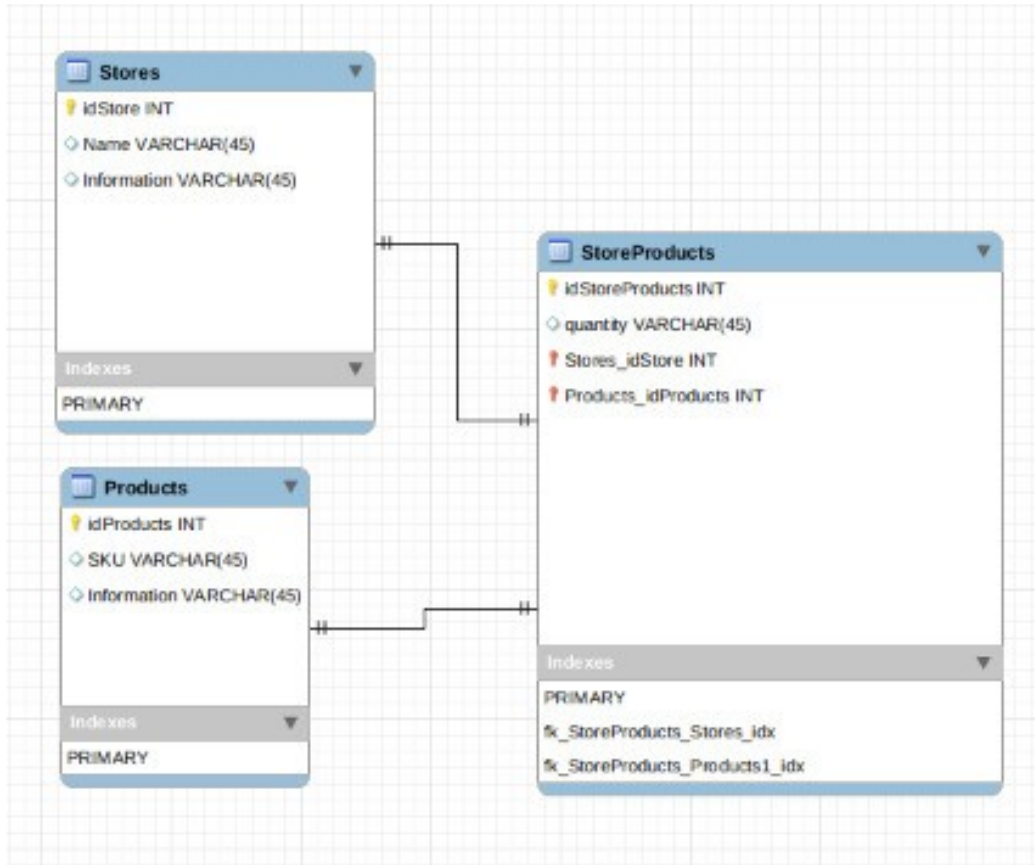 Stores
idStore INT
Name VARCHAR(45)
Information VARCHAR(45)
Indexes
PRIMARY
Products
idProducts INT
SKU VARCHAR(45)
Information VARCHAR(45)
Indexes
PRIMARY
StoreProducts
idStoreProducts INT
quantity VARCHAR(45)
Stores_idStore INT
Products_idProducts INT
Indexes
PRIMARY
fk_StoreProducts_Stores_idx
fk_StoreProducts_Products1_idx